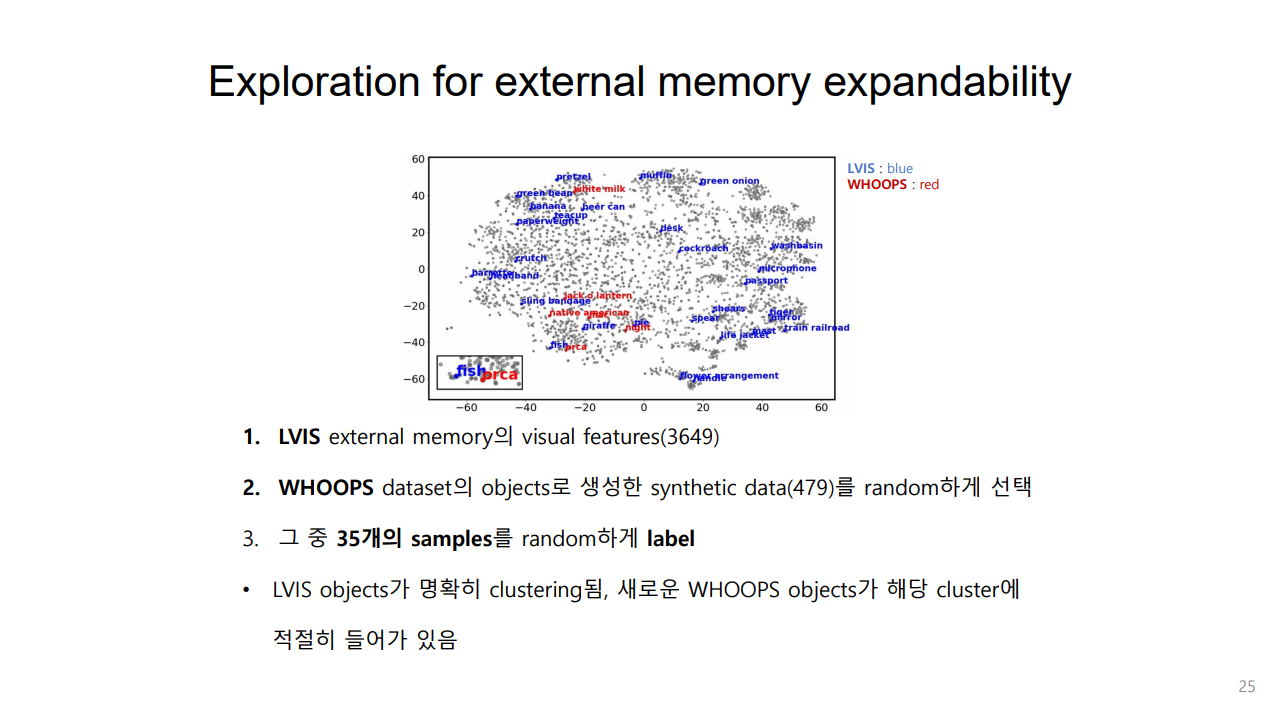 Exploration for external memory expandability
LVIS : blue
WHOOPS : red
60
40
20
0
−20
−40
−60
pretzel
muffin
green onion
white milk
green bean
banana
beer can
teacup
paperweight
desk
cockroach
washbasin
crutch
barrette
headband
microphone
passport
jack o lantern
sling bandage
native american
shears
tiger
mirror
spear
pie
night
giraffe
train railroad
mast
life jacket
fish
orca
flower arrangement
handle
fish
orca
−60
−40
−20
0
20
40
60
1. LVIS external memory의 visual features(3649)
2. WHOOPS dataset의 objects로 생성한 synthetic data(479)를 random하게 선택
3. 그 중 35개의 samples를 random하게 label
• LVIS objects가 명확히 clustering됨, 새로운 WHOOPS objects가 해당 cluster에
적절히 들어가 있음
25